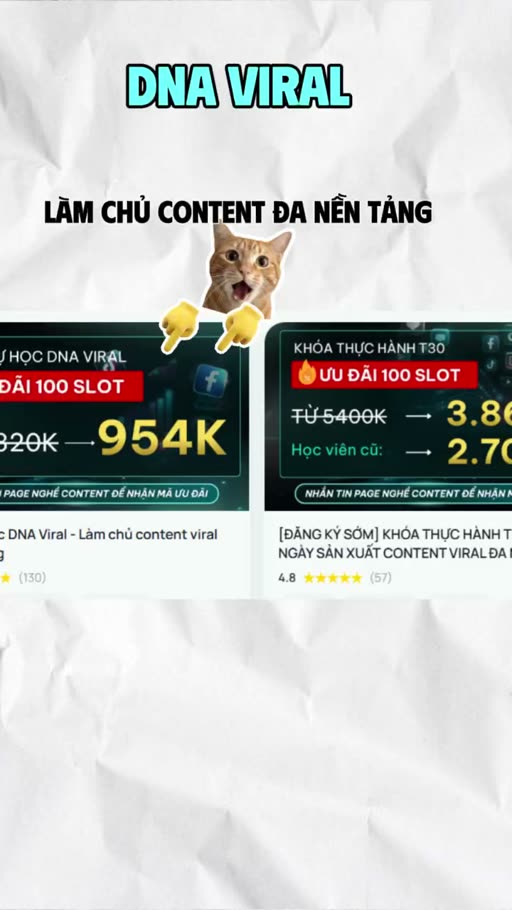 DNA VIRAL
LÀM CHỦ CONTENT ĐA NỀN TẢNG
HỌC DNA VIRAL
ĐÃI 100 SLOT
320K → 954K
PAGE NGHỀ CONTENT ĐỂ NHẬN MÃ ƯU ĐÃI
DNA Viral - Làm chủ content viral
(130)
KHÓA THỰC HÀNH T30
ƯU ĐÃI 100 SLOT
TỪ 5400K → 3.86
Học viên cũ: → 2.70
NHẮN TIN PAGE NGHỀ CONTENT ĐỂ NHẬN
[ĐĂNG KÝ SỚM] KHÓA THỰC HÀNH T
NGÀY SẢN XUẤT CONTENT VIRAL ĐA
4.8 ★★★★★ (57)